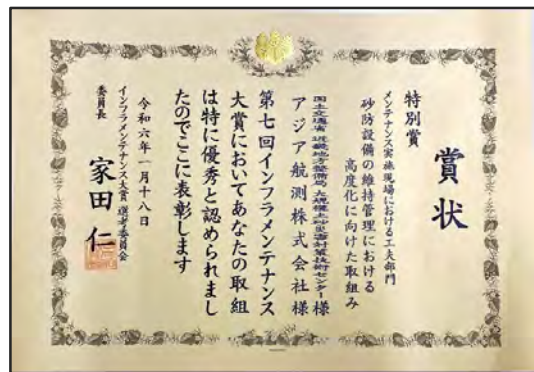 賞状
特別賞
メンテナンス実施現場における工夫部門
砂防設備の維持管理における
高度化に向けた取組み
国土交通省 近畿地方整備局 大規模土砂災害対策技術センター様
アジア航測株式会社様
第七回インフラメンテナンス
大賞においてあなたの取組
は特に優秀と認められまし
たのでここに表彰します
令和六年一月十八日
インフラメンテナンス大賞 選考委員会
委員長 家田 仁